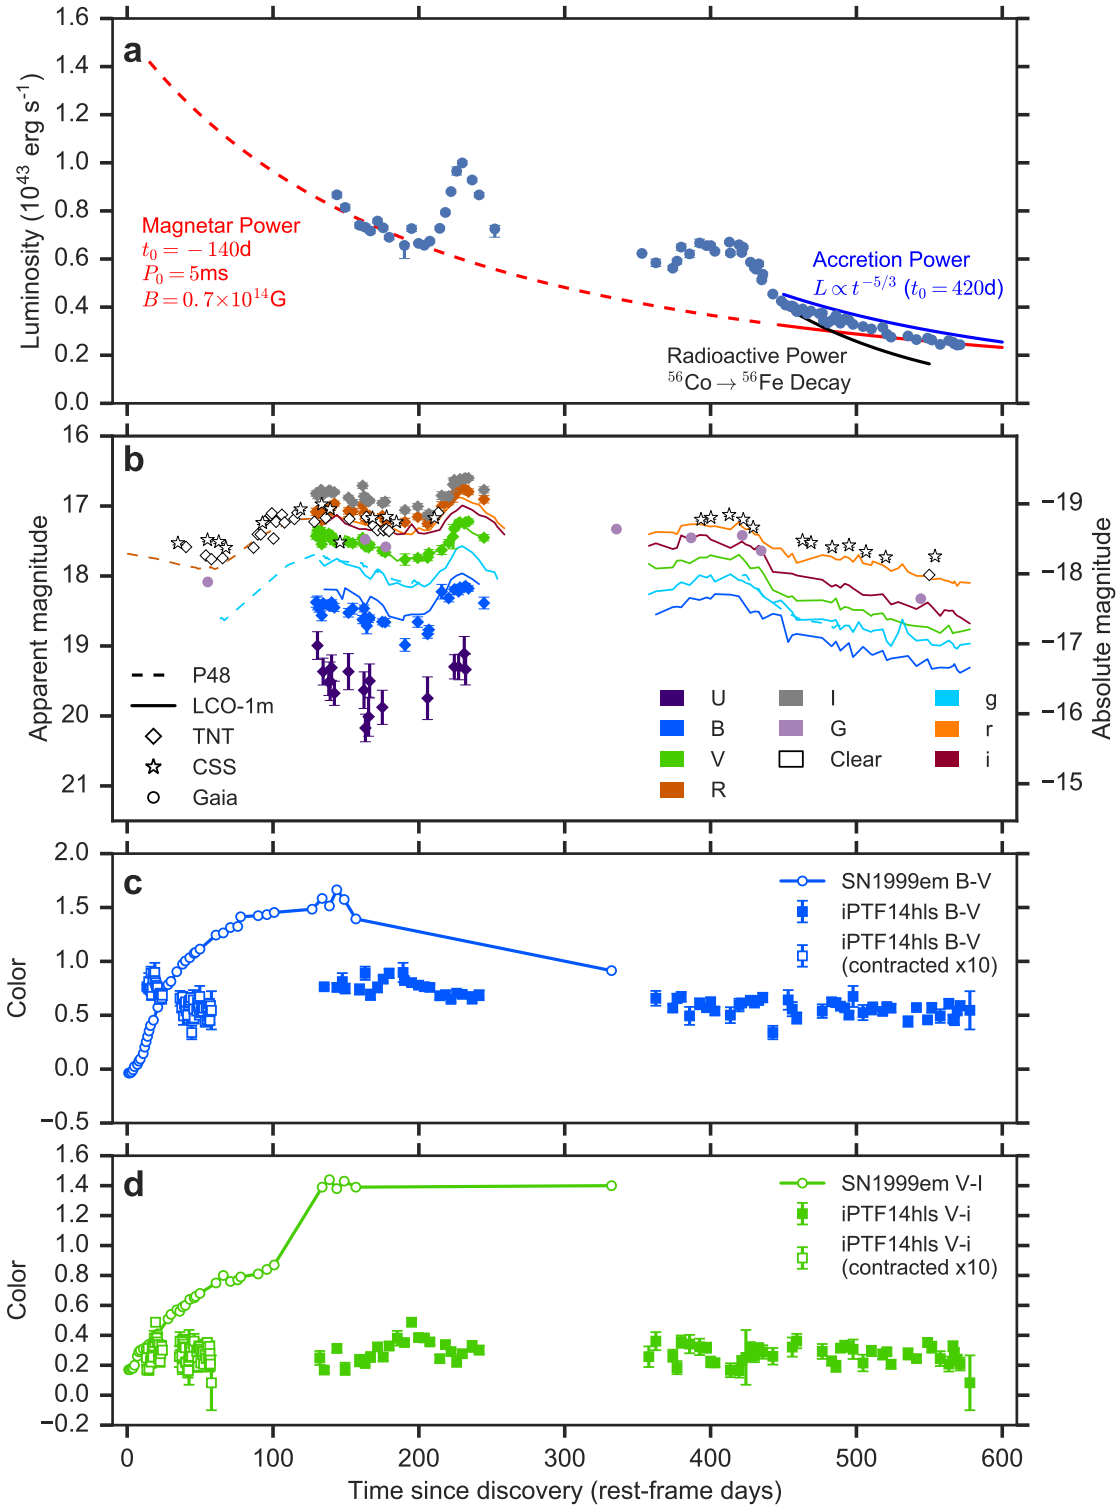 a
1.6
1.4
1.2
1.0
0.8
0.6
0.4
0.2
0.0
Luminosity (10⁴³ erg s⁻¹)
Magnetar Power
t₀ = −140d
P₀ = 5ms
B = 0.7×10¹⁴G
Accretion Power
L ∝ t⁻⁵/³ (t₀ = 420d)
Radioactive Power
⁵⁶Co → ⁵⁶Fe Decay
b
16
17
18
19
20
21
Apparent magnitude
−19
−18
−17
−16
−15
Absolute magnitude
P48
LCO-1m
TNT
CSS
Gaia
U
B
V
R
I
G
Clear
g
r
i
c
2.0
1.5
1.0
0.5
0.0
−0.5
Color
SN1999em B-V
iPTF14hls B-V
iPTF14hls B-V
(contracted x10)
d
1.6
1.4
1.2
1.0
0.8
0.6
0.4
0.2
0.0
−0.2
Color
SN1999em V-I
iPTF14hls V-i
iPTF14hls V-i
(contracted x10)
0 100 200 300 400 500 600
Time since discovery (rest-frame days)